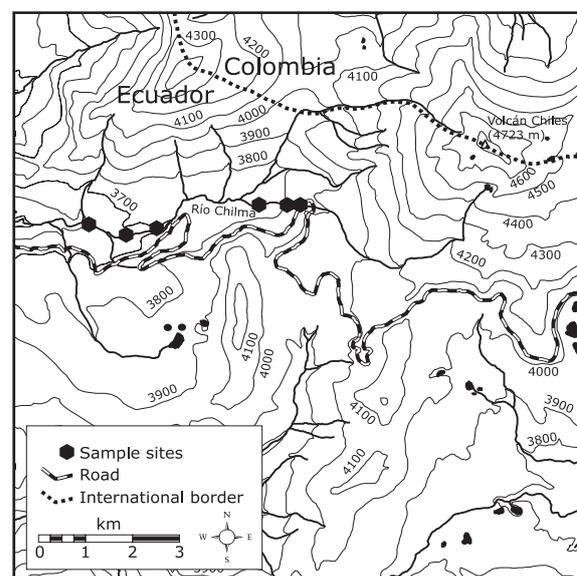 4300
4200
Colombia
4100
Ecuador
4100
4000
3900
3800
Volcán Chiles
(4723 m)
4600
4500
3700
Río Chilma
4400
4200
4300
3800
4100
4000
4000
3900
4100
3900
3800
4100
Sample sites
Road
International border
km
0 1 2 3
N
W E
S
3900